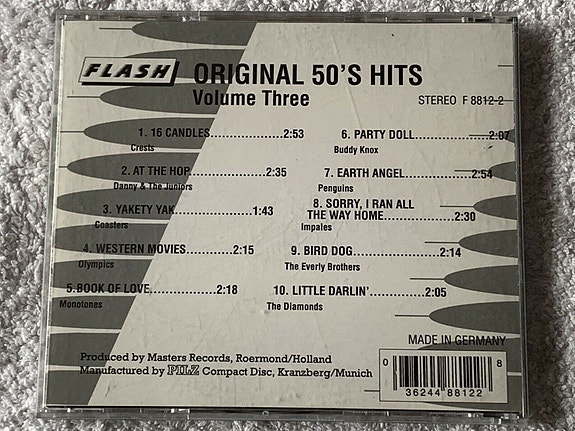 FLASH
ORIGINAL 50'S HITS
Volume Three
STEREO F 8812-2
1. 16 CANDLES.................2:53
Crests
2. AT THE HOP...................2:35
Danny & The Juniors
3. YAKETY YAK...................1:43
Coasters
4. WESTERN MOVIES..........2:15
Olympics
5.BOOK OF LOVE................2:18
Monotones
6. PARTY DOLL.................2:07
Buddy Knox
7. EARTH ANGEL...............2:54
Penguins
8. SORRY, I RAN ALL
THE WAY HOME............2:30
Impales
9. BIRD DOG.....................2:14
The Everly Brothers
10. LITTLE DARLIN'............2:05
The Diamonds
MADE IN GERMANY
Produced by Masters Records, Roermond/Holland
Manufactured by PILZ Compact Disc, Kranzberg/Munich
0 36244 88122 8